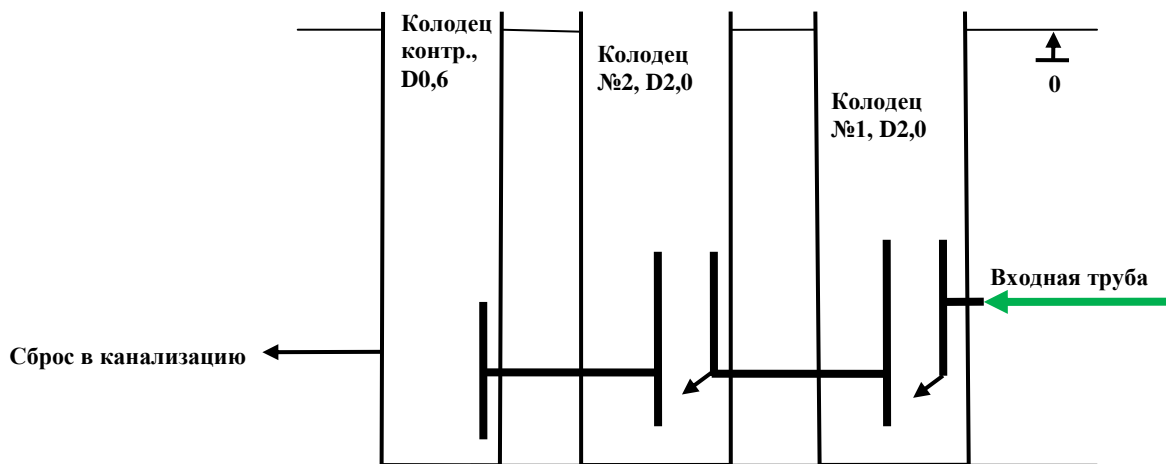 Колодец
контр.,
D0,6
Колодец
№2, D2,0
Колодец
№1, D2,0
0
Входная труба
Сброс в канализацию